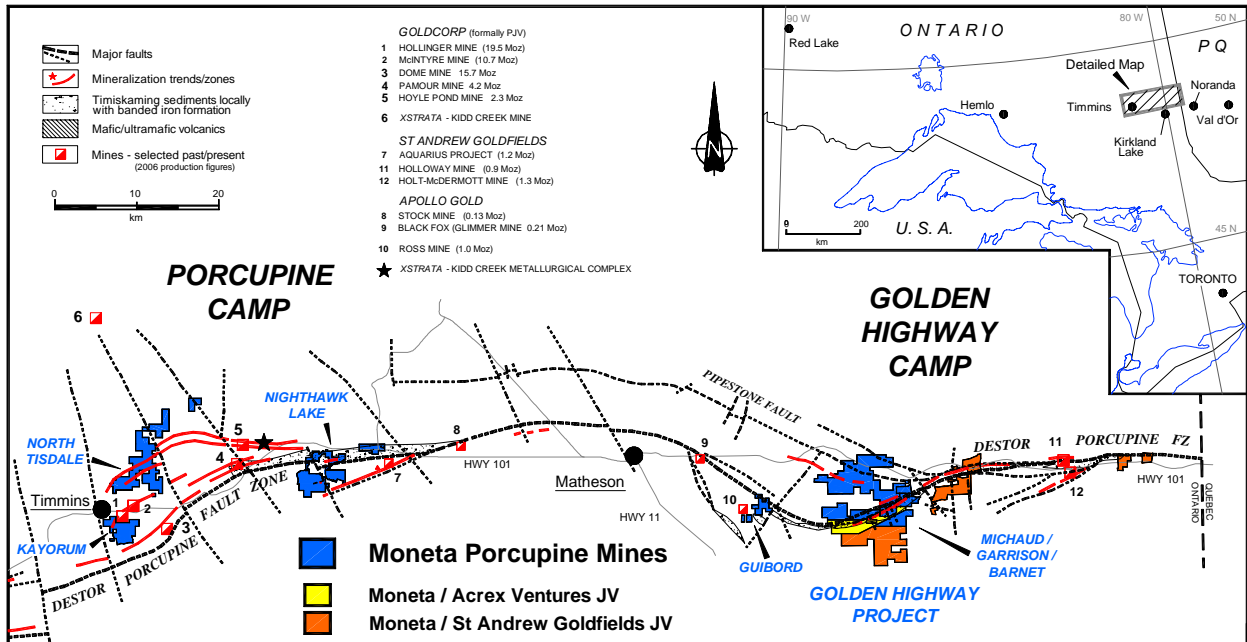 Major faults
Mineralization trends/zones
Timiskaming sediments locally
with banded iron formation
Mafic/ultramafic volcanics
Mines - selected past/present
(2006 production figures)
0 10 20
km
GOLDCORP (formally PJV)
1 HOLLINGER MINE (19.5 Moz)
2 McINTYRE MINE (10.7 Moz)
3 DOME MINE 15.7 Moz
4 PAMOUR MINE 4.2 Moz
5 HOYLE POND MINE 2.3 Moz
6 XSTRATA - KIDD CREEK MINE
ST ANDREW GOLDFIELDS
7 AQUARIUS PROJECT (1.2 Moz)
11 HOLLOWAY MINE (0.9 Moz)
12 HOLT-McDERMOTT MINE (1.3 Moz)
APOLLO GOLD
8 STOCK MINE (0.13 Moz)
9 BLACK FOX (GLIMMER MINE 0.21 Moz)
10 ROSS MINE (1.0 Moz)
XSTRATA - KIDD CREEK METALLURGICAL COMPLEX
N
90 W
80 W
50 N
ONTARIO
P Q
Red Lake
Detailed Map
Noranda
Hemlo
Timmins
Val d'Or
Kirkland
Lake
U. S. A.
0 200
km
45 N
TORONTO
PORCUPINE
CAMP
GOLDEN
HIGHWAY
CAMP
6
NIGHTHAWK
LAKE
PIPESTONE FAULT
NORTH
TISDALE
5
4
8
9
11
DESTOR PORCUPINE FZ
7
HWY 101
12
HWY 101
Timmins
1
2
3
Matheson
10
HWY 11
QUEBEC
ONTARIO
KAYORUM
DESTOR PORCUPINE FAULT ZONE
GUIBORD
MICHAUD /
GARRISON /
BARNET
GOLDEN HIGHWAY
PROJECT
Moneta Porcupine Mines
Moneta / Acrex Ventures JV
Moneta / St Andrew Goldfields JV